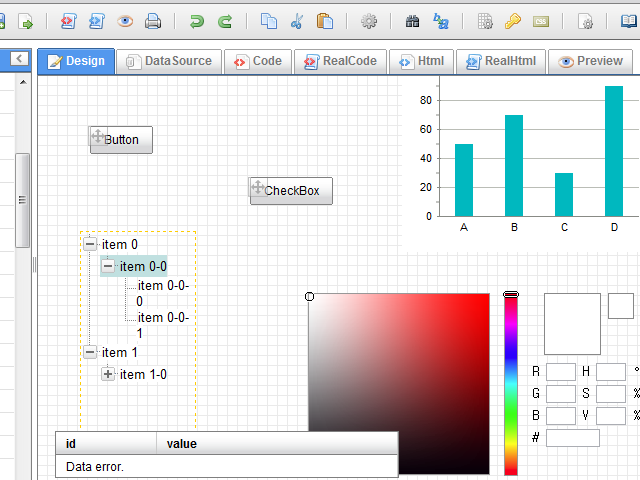 Design DataSource Code RealCode Html RealHtml Preview
80
60
40
20
0
A B C D
Button
CheckBox
item 0
item 0-0
item 0-0-
0
item 0-0-
1
item 1
item 1-0
R H °
G S %
B V %
#
id value
Data error.